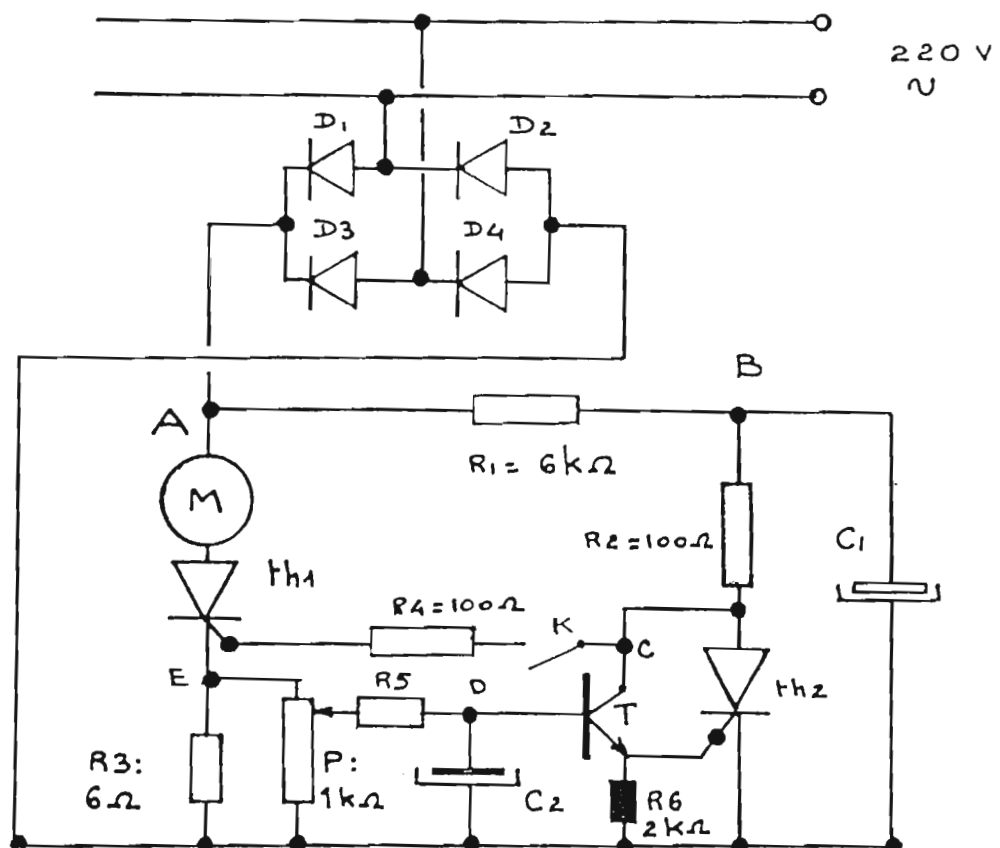 220 V
~
D1
D2
D3
D4
B
A
R1 = 6kΩ
M
R2=100Ω
C1
th1
R4=100Ω
K
C
E
R5
D
T
th2
R3:
6Ω
P:
1kΩ
C2
R6
2kΩ